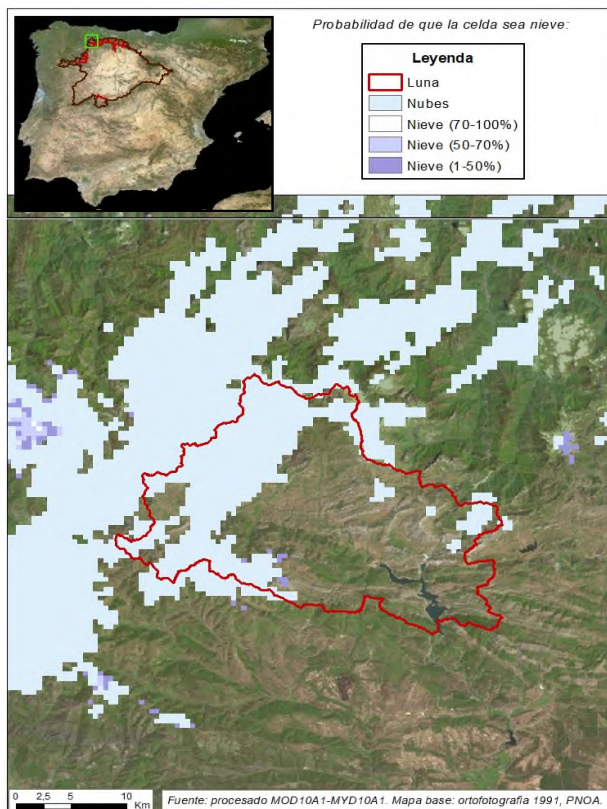 Probabilidad de que la celda sea nieve:
Leyenda
Luna
Nubes
Nieve (70-100%)
Nieve (50-70%)
Nieve (1-50%)
0 2,5 5 10
Km
Fuente: procesado MOD10A1-MYD10A1. Mapa base: ortofotografia 1991, PNOA